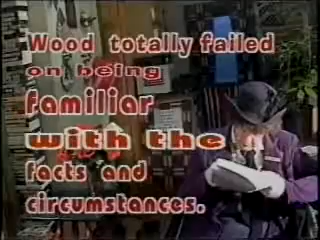 Wood totally failed
on being
familiar
with the
facts and
circumstances.